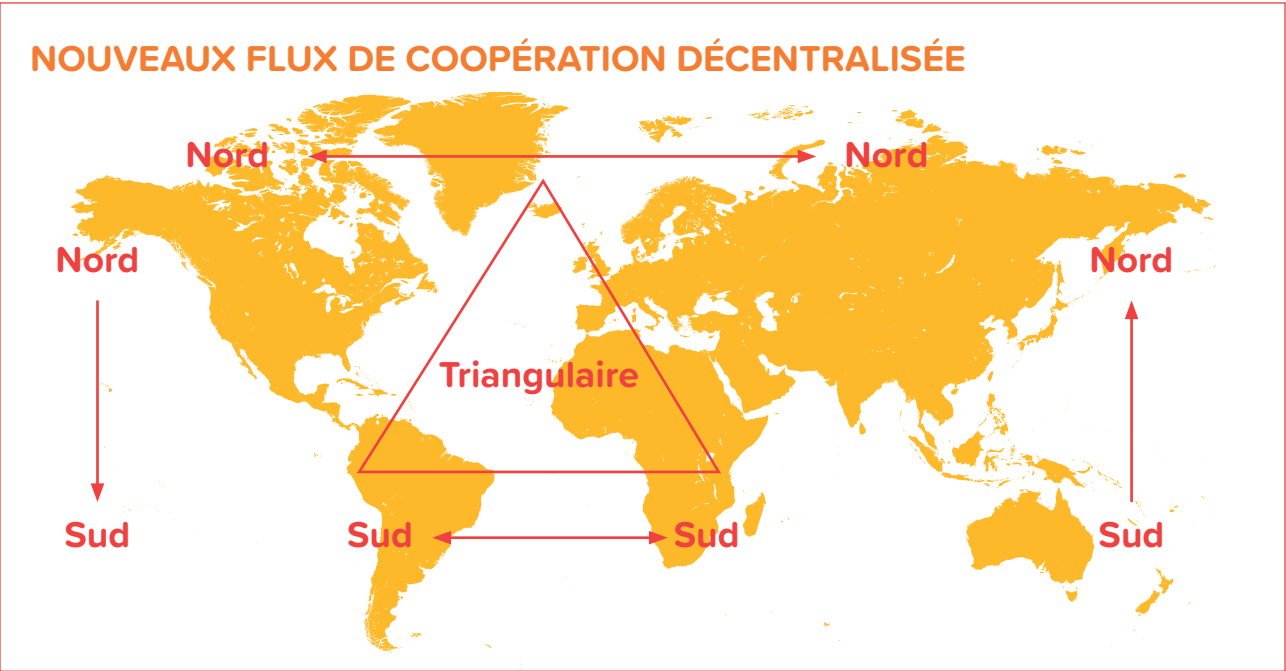 NOUVEAUX FLUX DE COOPÉRATION DÉCENTRALISÉE
Nord
Nord
Nord
Nord
Triangulaire
Sud
Sud
Sud
Sud